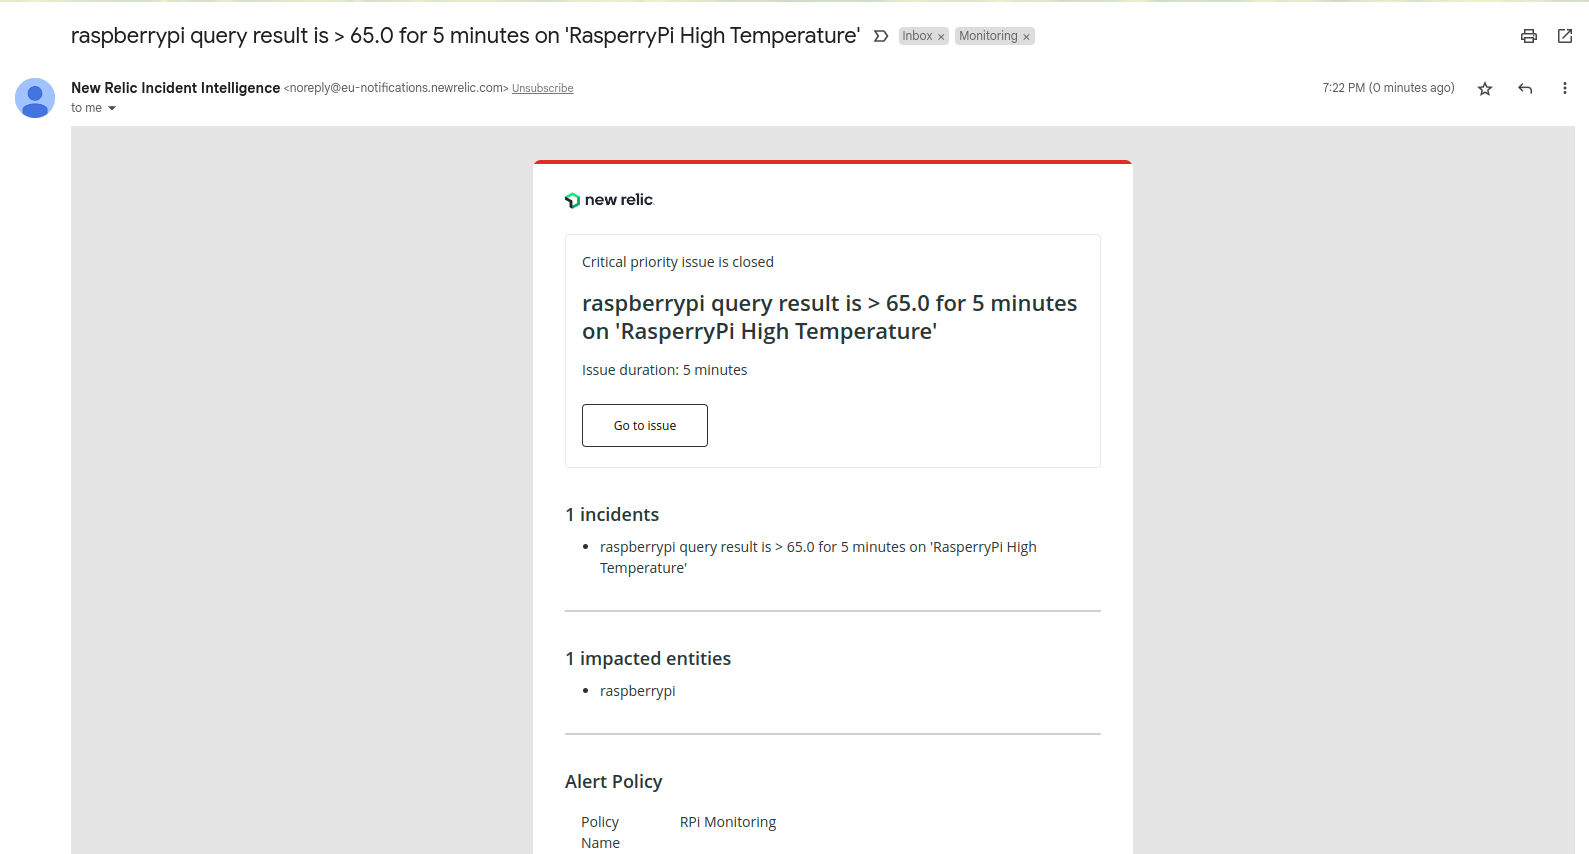 raspberrypi query result is > 65.0 for 5 minutes on 'RasperryPi High Temperature' Inbox × Monitoring ×
New Relic Incident Intelligence <noreply@eu-notifications.newrelic.com> Unsubscribe 7:22 PM (0 minutes ago)
to me
new relic
Critical priority issue is closed
raspberrypi query result is > 65.0 for 5 minutes
on 'RasperryPi High Temperature'
Issue duration: 5 minutes
Go to issue
1 incidents
• raspberrypi query result is > 65.0 for 5 minutes on 'RasperryPi High
Temperature'
1 impacted entities
• raspberrypi
Alert Policy
Policy RPi Monitoring
Name